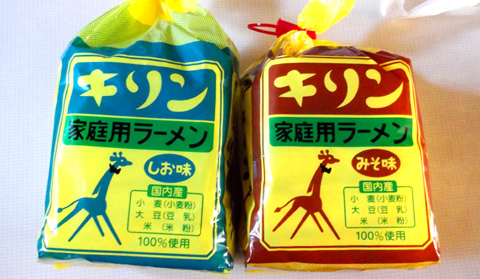 キリン
家庭用ラーメン
しお味
国内産
小麦(小麦粉)
大豆(豆乳)
米(米粉)
100%使用
キリン
家庭用ラーメン
みそ味
国内産
小麦(小麦粉)
大豆(豆乳)
米(米粉)
100%使用